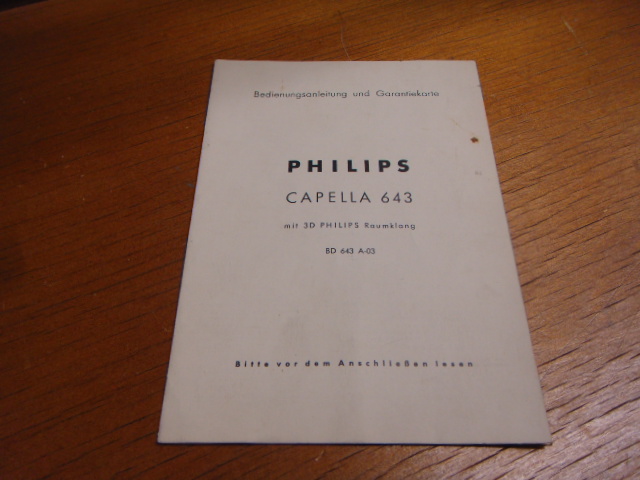 Bedienungsanleitung und Garantiekarte
PHILIPS
CAPELLA 643
mit 3D PHILIPS Raumklang
BD 643 A-03
Bitte vor dem Anschließen lesen